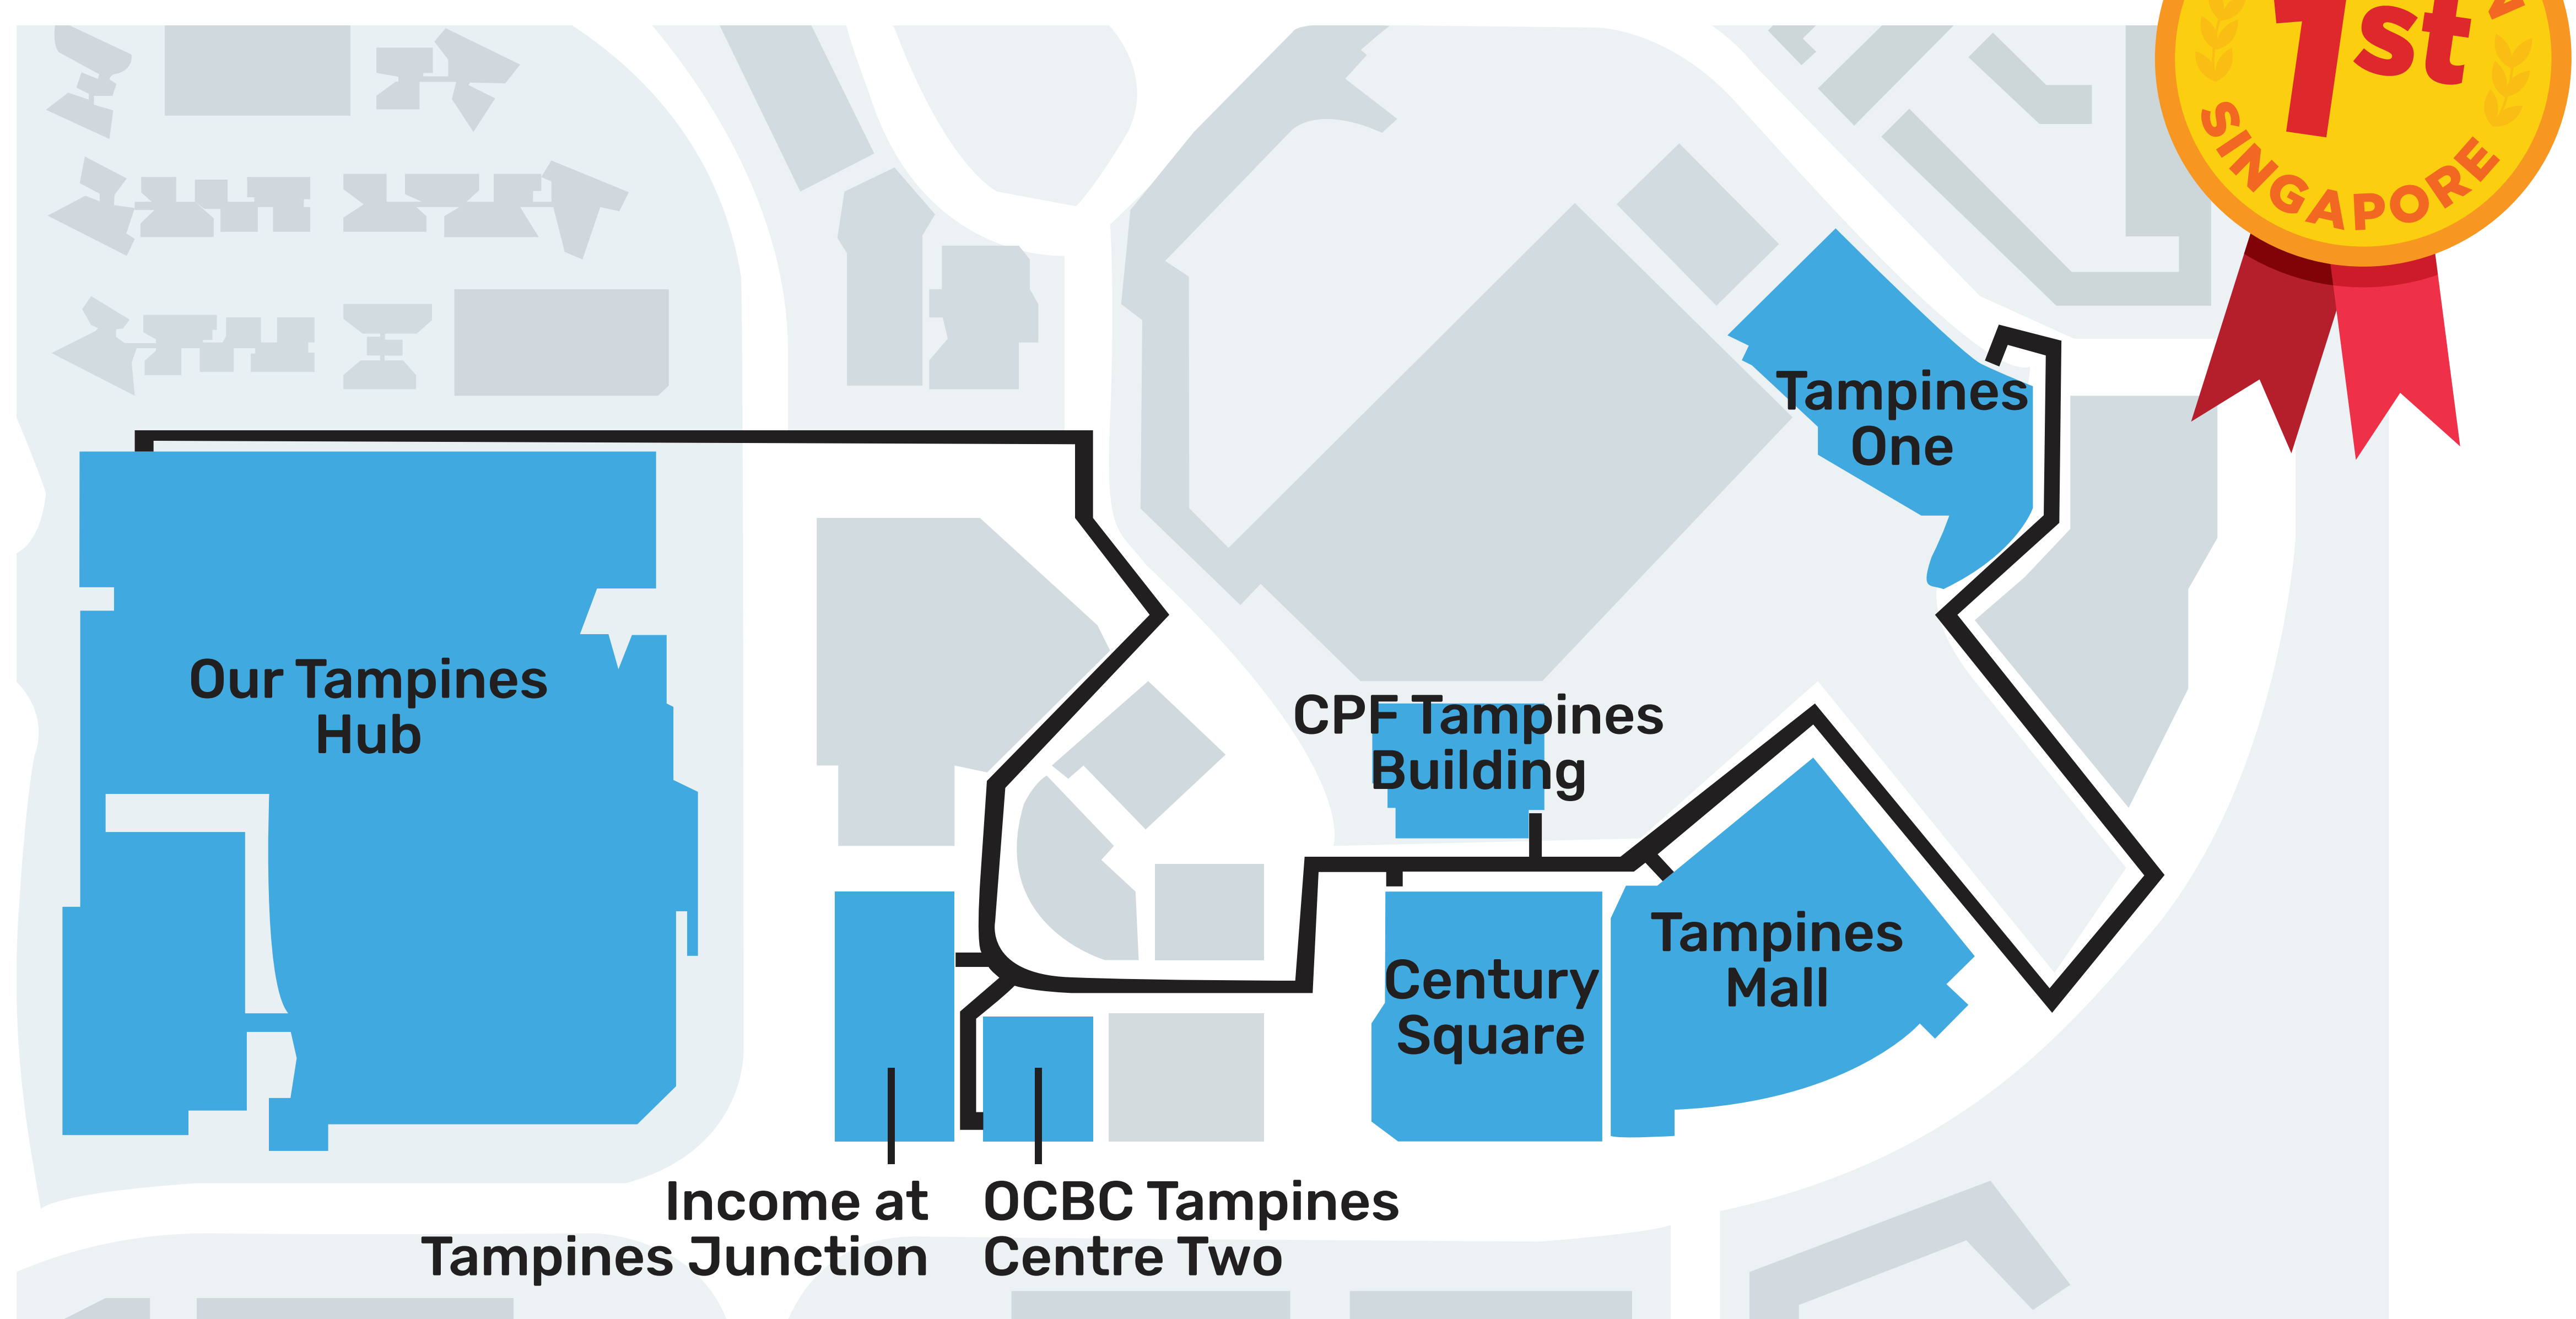 1st
SINGAPORE
Tampines
One
Our Tampines
Hub
CPF Tampines
Building
Century
Square
Tampines
Mall
Income at
Tampines Junction
OCBC Tampines
Centre Two